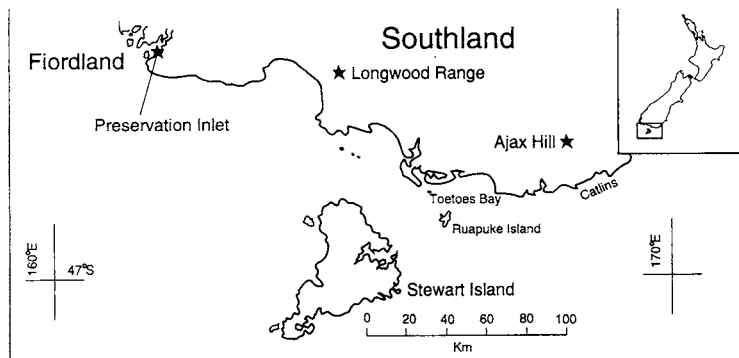 Southland
Fiordland
Longwood Range
Preservation Inlet
Ajax Hill
Catlins
Toetoes Bay
Ruapuke Island
160°E
47°S
170°E
Stewart Island
0 20 40 60 80 100
Km